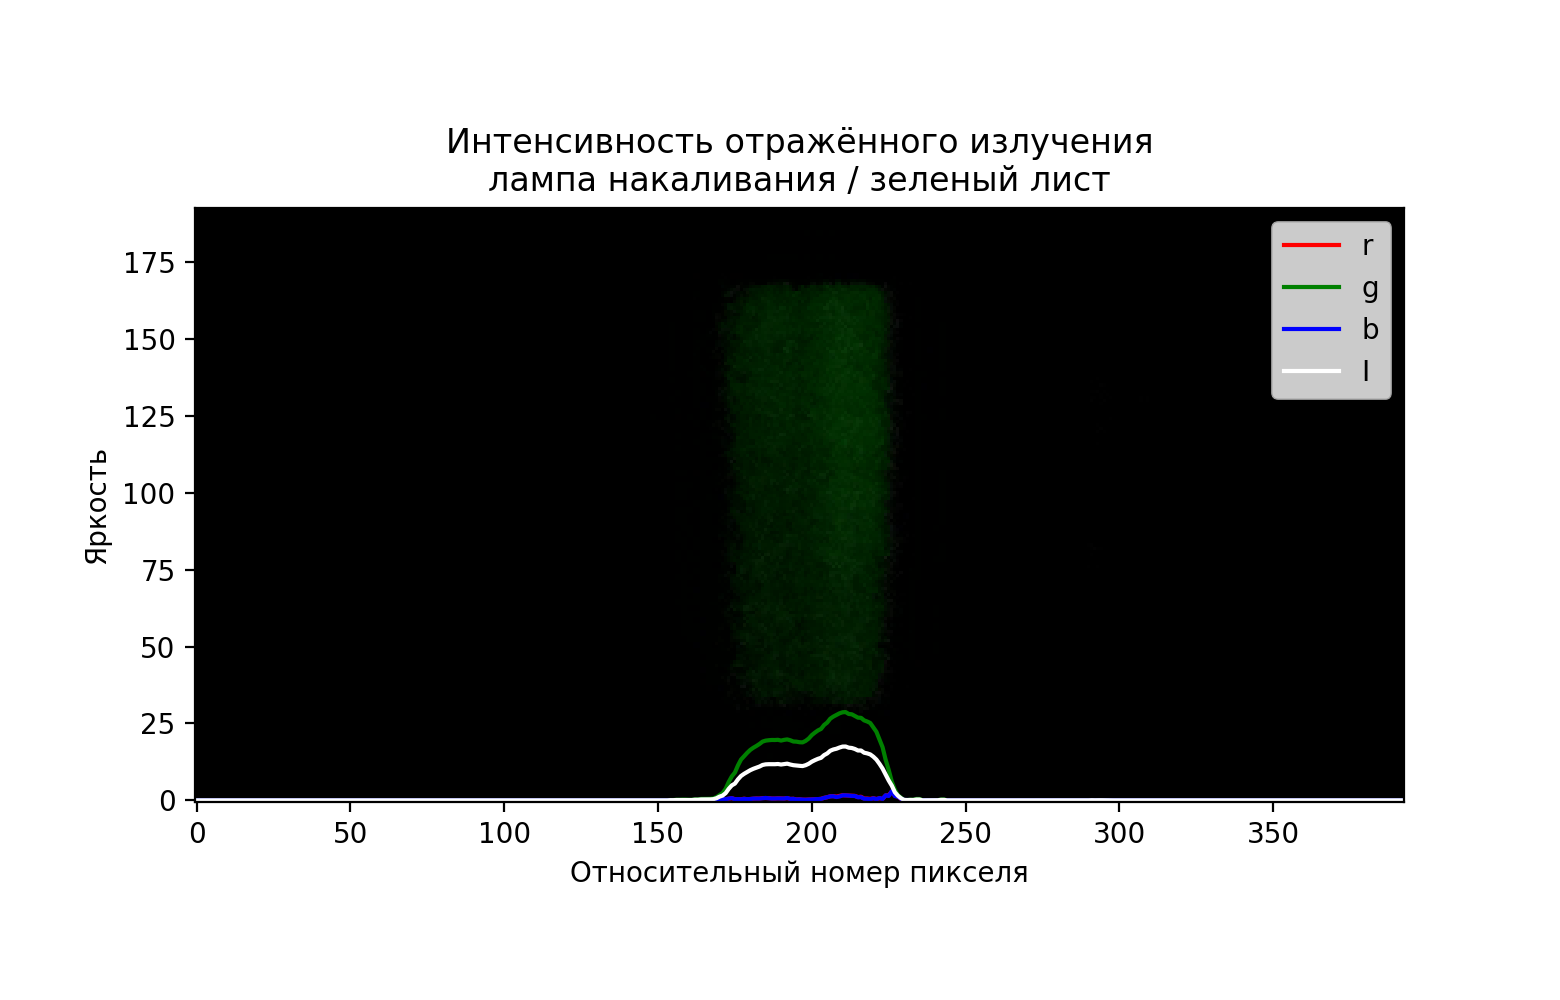 Интенсивность отражённого излучения
лампа накаливания / зеленый лист
r
g
b
I
175
150
125
100
75
50
25
0
Яркость
0 50 100 150 200 250 300 350
Относительный номер пикселя